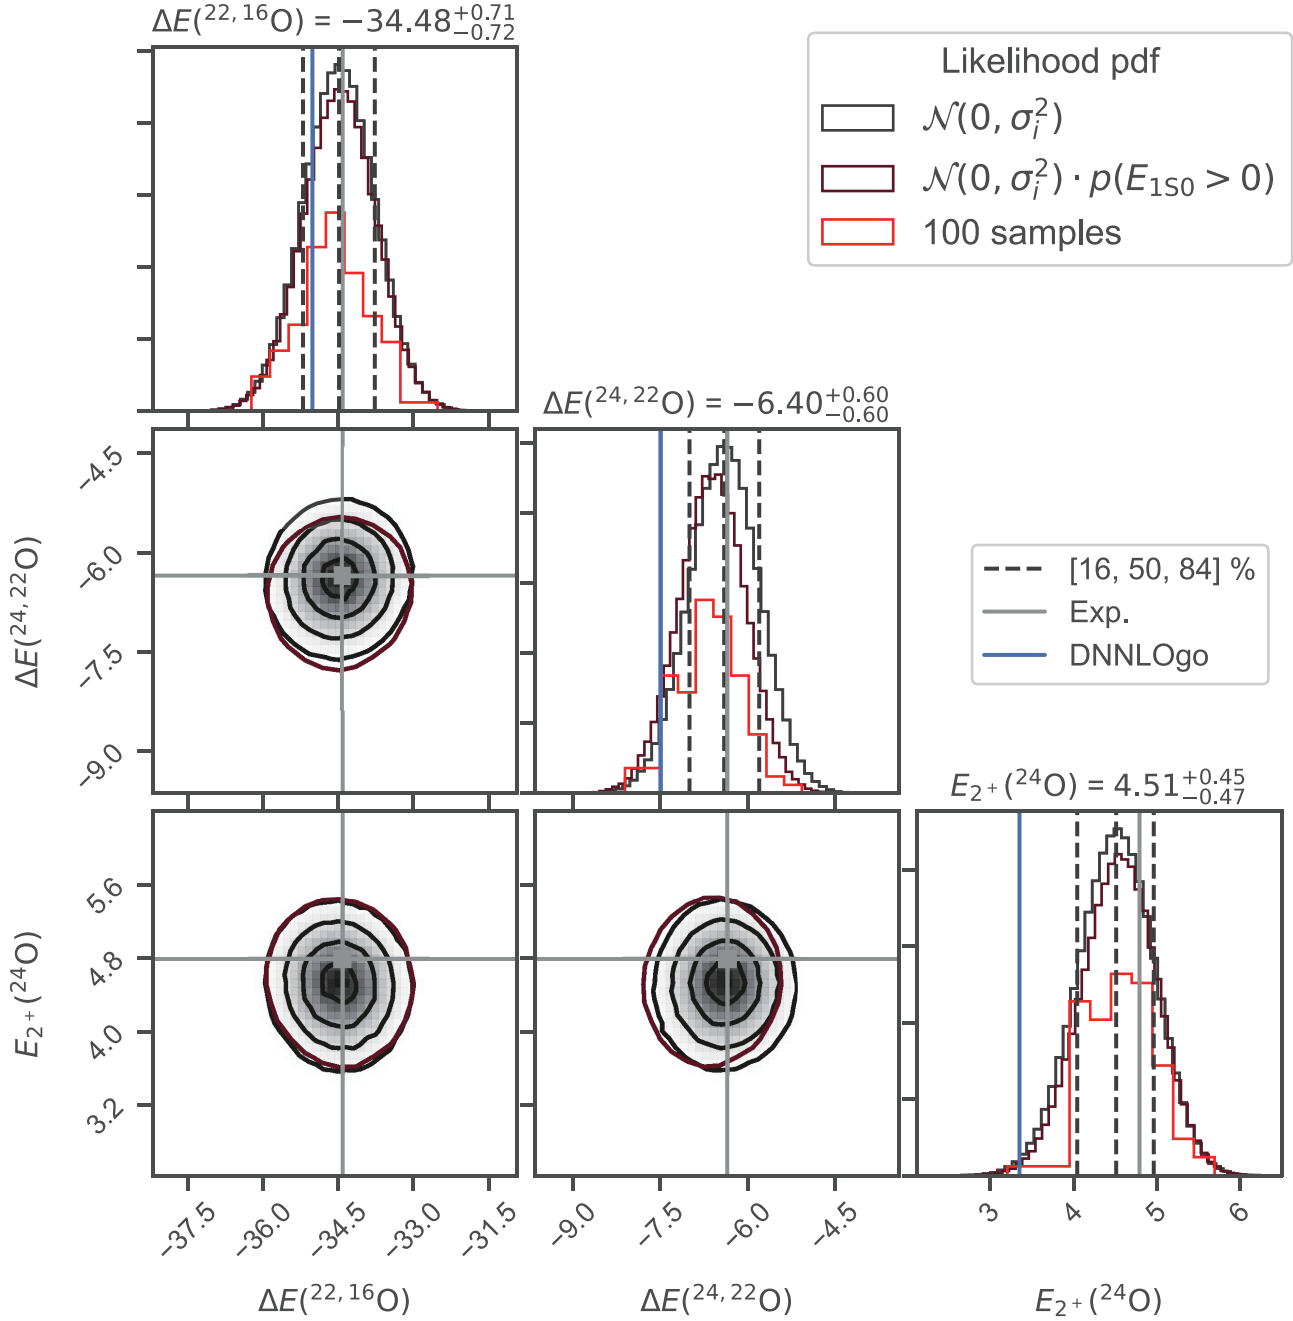 ΔE(²²,¹⁶O) = −34.48 +0.71 −0.72
Likelihood pdf
𝒩(0, σᵢ²)
𝒩(0, σᵢ²) · p(E₁S0 > 0)
100 samples
ΔE(²⁴,²²O) = −6.40 +0.60 −0.60
−4.5
−6.0
−7.5
−9.0
ΔE(²⁴,²²O)
[16, 50, 84] %
Exp.
DNNLOgo
E₂⁺(²⁴O) = 4.51 +0.45 −0.47
5.6
4.8
4.0
3.2
E₂⁺(²⁴O)
−37.5
−36.0
−34.5
−33.0
−31.5
−9.0
−7.5
−6.0
−4.5
3
4
5
6
ΔE(²²,¹⁶O)
ΔE(²⁴,²²O)
E₂⁺(²⁴O)